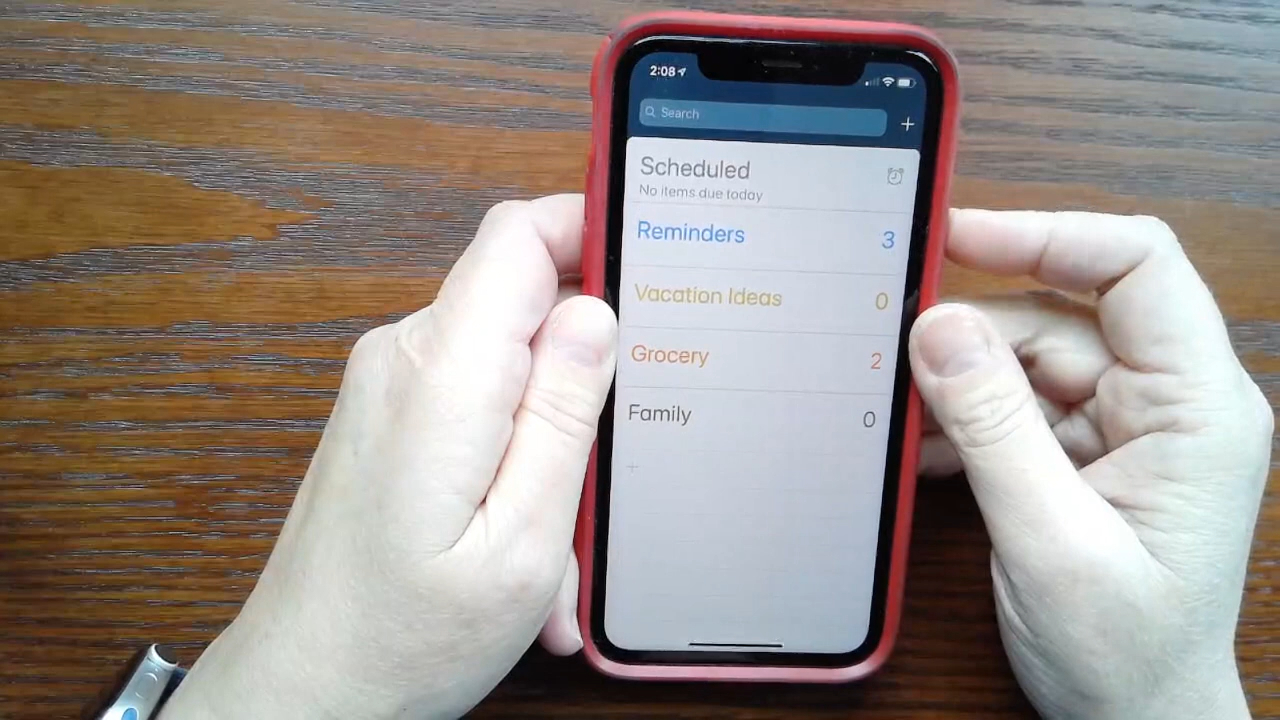 2:08
Search
Scheduled
No items due today
Reminders 3
Vacation Ideas 0
Grocery 2
Family 0